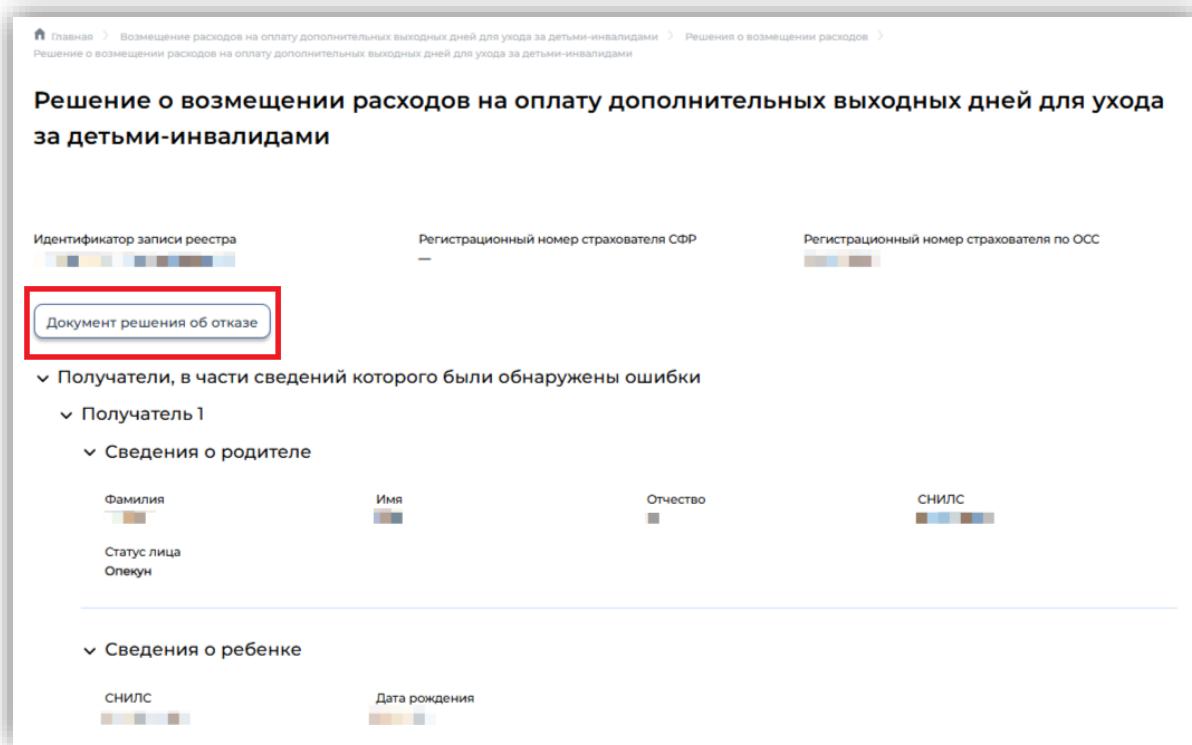 Главная > Возмещение расходов на оплату дополнительных выходных дней для ухода за детьми-инвалидами > Решения о возмещении расходов >
Решение о возмещении расходов на оплату дополнительных выходных дней для ухода за детьми-инвалидами
Решение о возмещении расходов на оплату дополнительных выходных дней для ухода
за детьми-инвалидами
Идентификатор записи реестра Регистрационный номер страхователя СФР Регистрационный номер страхователя по ОСС
—
Документ решения об отказе
Получатели, в части сведений которого были обнаружены ошибки
Получатель 1
Сведения о родителе
Фамилия Имя Отчество СНИЛС
Статус лица
Опекун
Сведения о ребенке
СНИЛС Дата рождения